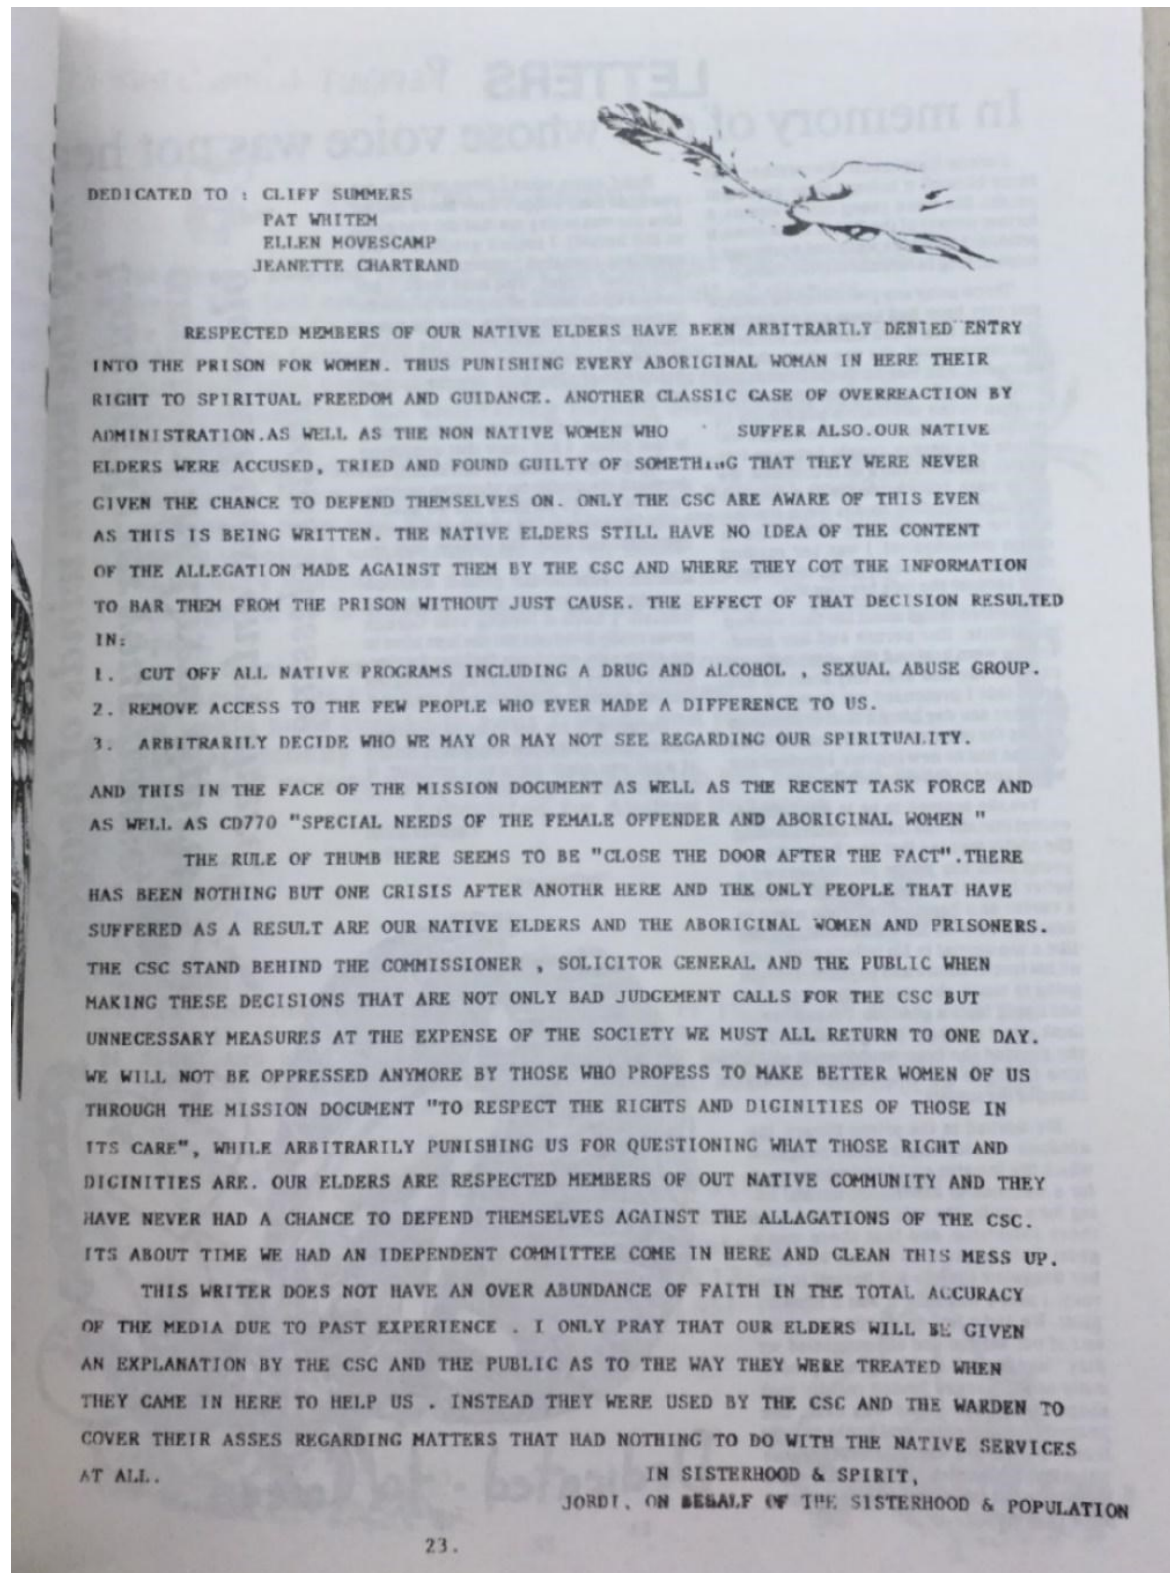 LETTERS
In memory of whose voice was not he
DEDICATED TO : CLIFF SUMMERS
PAT WHITEM
ELLEN MOVESCAMP
JEANETTE CHARTRAND
RESPECTED MEMBERS OF OUR NATIVE ELDERS HAVE BEEN ARBITRARILY DENIED ENTRY
INTO THE PRISON FOR WOMEN. THUS PUNISHING EVERY ABORIGINAL WOMAN IN HERE THEIR
RIGHT TO SPIRITUAL FREEDOM AND GUIDANCE. ANOTHER CLASSIC CASE OF OVERREACTION BY
ADMINISTRATION.AS WELL AS THE NON NATIVE WOMEN WHO SUFFER ALSO.OUR NATIVE
ELDERS WERE ACCUSED, TRIED AND FOUND GUILTY OF SOMETHING THAT THEY WERE NEVER
GIVEN THE CHANCE TO DEFEND THEMSELVES ON. ONLY THE CSC ARE AWARE OF THIS EVEN
AS THIS IS BEING WRITTEN. THE NATIVE ELDERS STILL HAVE NO IDEA OF THE CONTENT
OF THE ALLEGATION MADE AGAINST THEM BY THE CSC AND WHERE THEY GOT THE INFORMATION
TO BAR THEM FROM THE PRISON WITHOUT JUST CAUSE. THE EFFECT OF THAT DECISION RESULTED
IN:
1. CUT OFF ALL NATIVE PROGRAMS INCLUDING A DRUG AND ALCOHOL , SEXUAL ABUSE GROUP.
2. REMOVE ACCESS TO THE FEW PEOPLE WHO EVER MADE A DIFFERENCE TO US.
3. ARBITRARILY DECIDE WHO WE MAY OR MAY NOT SEE REGARDING OUR SPIRITUALITY.
AND THIS IN THE FACE OF THE MISSION DOCUMENT AS WELL AS THE RECENT TASK FORCE AND
AS WELL AS CD770 "SPECIAL NEEDS OF THE FEMALE OFFENDER AND ABORIGINAL WOMEN "
THE RULE OF THUMB HERE SEEMS TO BE "CLOSE THE DOOR AFTER THE FACT".THERE
HAS BEEN NOTHING BUT ONE CRISIS AFTER ANOTHR HERE AND THE ONLY PEOPLE THAT HAVE
SUFFERED AS A RESULT ARE OUR NATIVE ELDERS AND THE ABORIGINAL WOMEN AND PRISONERS.
THE CSC STAND BEHIND THE COMMISSIONER , SOLICITOR GENERAL AND THE PUBLIC WHEN
MAKING THESE DECISIONS THAT ARE NOT ONLY BAD JUDGEMENT CALLS FOR THE CSC BUT
UNNECESSARY MEASURES AT THE EXPENSE OF THE SOCIETY WE MUST ALL RETURN TO ONE DAY.
WE WILL NOT BE OPPRESSED ANYMORE BY THOSE WHO PROFESS TO MAKE BETTER WOMEN OF US
THROUGH THE MISSION DOCUMENT "TO RESPECT THE RIGHTS AND DIGINITIES OF THOSE IN
ITS CARE", WHILE ARBITRARILY PUNISHING US FOR QUESTIONING WHAT THOSE RIGHT AND
DIGINITIES ARE. OUR ELDERS ARE RESPECTED MEMBERS OF OUT NATIVE COMMUNITY AND THEY
HAVE NEVER HAD A CHANCE TO DEFEND THEMSELVES AGAINST THE ALLAGATIONS OF THE CSC.
ITS ABOUT TIME WE HAD AN IDEPENDENT COMMITTEE COME IN HERE AND CLEAN THIS MESS UP.
THIS WRITER DOES NOT HAVE AN OVER ABUNDANCE OF FAITH IN THE TOTAL ACCURACY
OF THE MEDIA DUE TO PAST EXPERIENCE . I ONLY PRAY THAT OUR ELDERS WILL BE GIVEN
AN EXPLANATION BY THE CSC AND THE PUBLIC AS TO THE WAY THEY WERE TREATED WHEN
THEY CAME IN HERE TO HELP US . INSTEAD THEY WERE USED BY THE CSC AND THE WARDEN TO
COVER THEIR ASSES REGARDING MATTERS THAT HAD NOTHING TO DO WITH THE NATIVE SERVICES
AT ALL.
IN SISTERHOOD & SPIRIT,
JORDI, ON BEHALF OF THE SISTERHOOD & POPULATION
23.